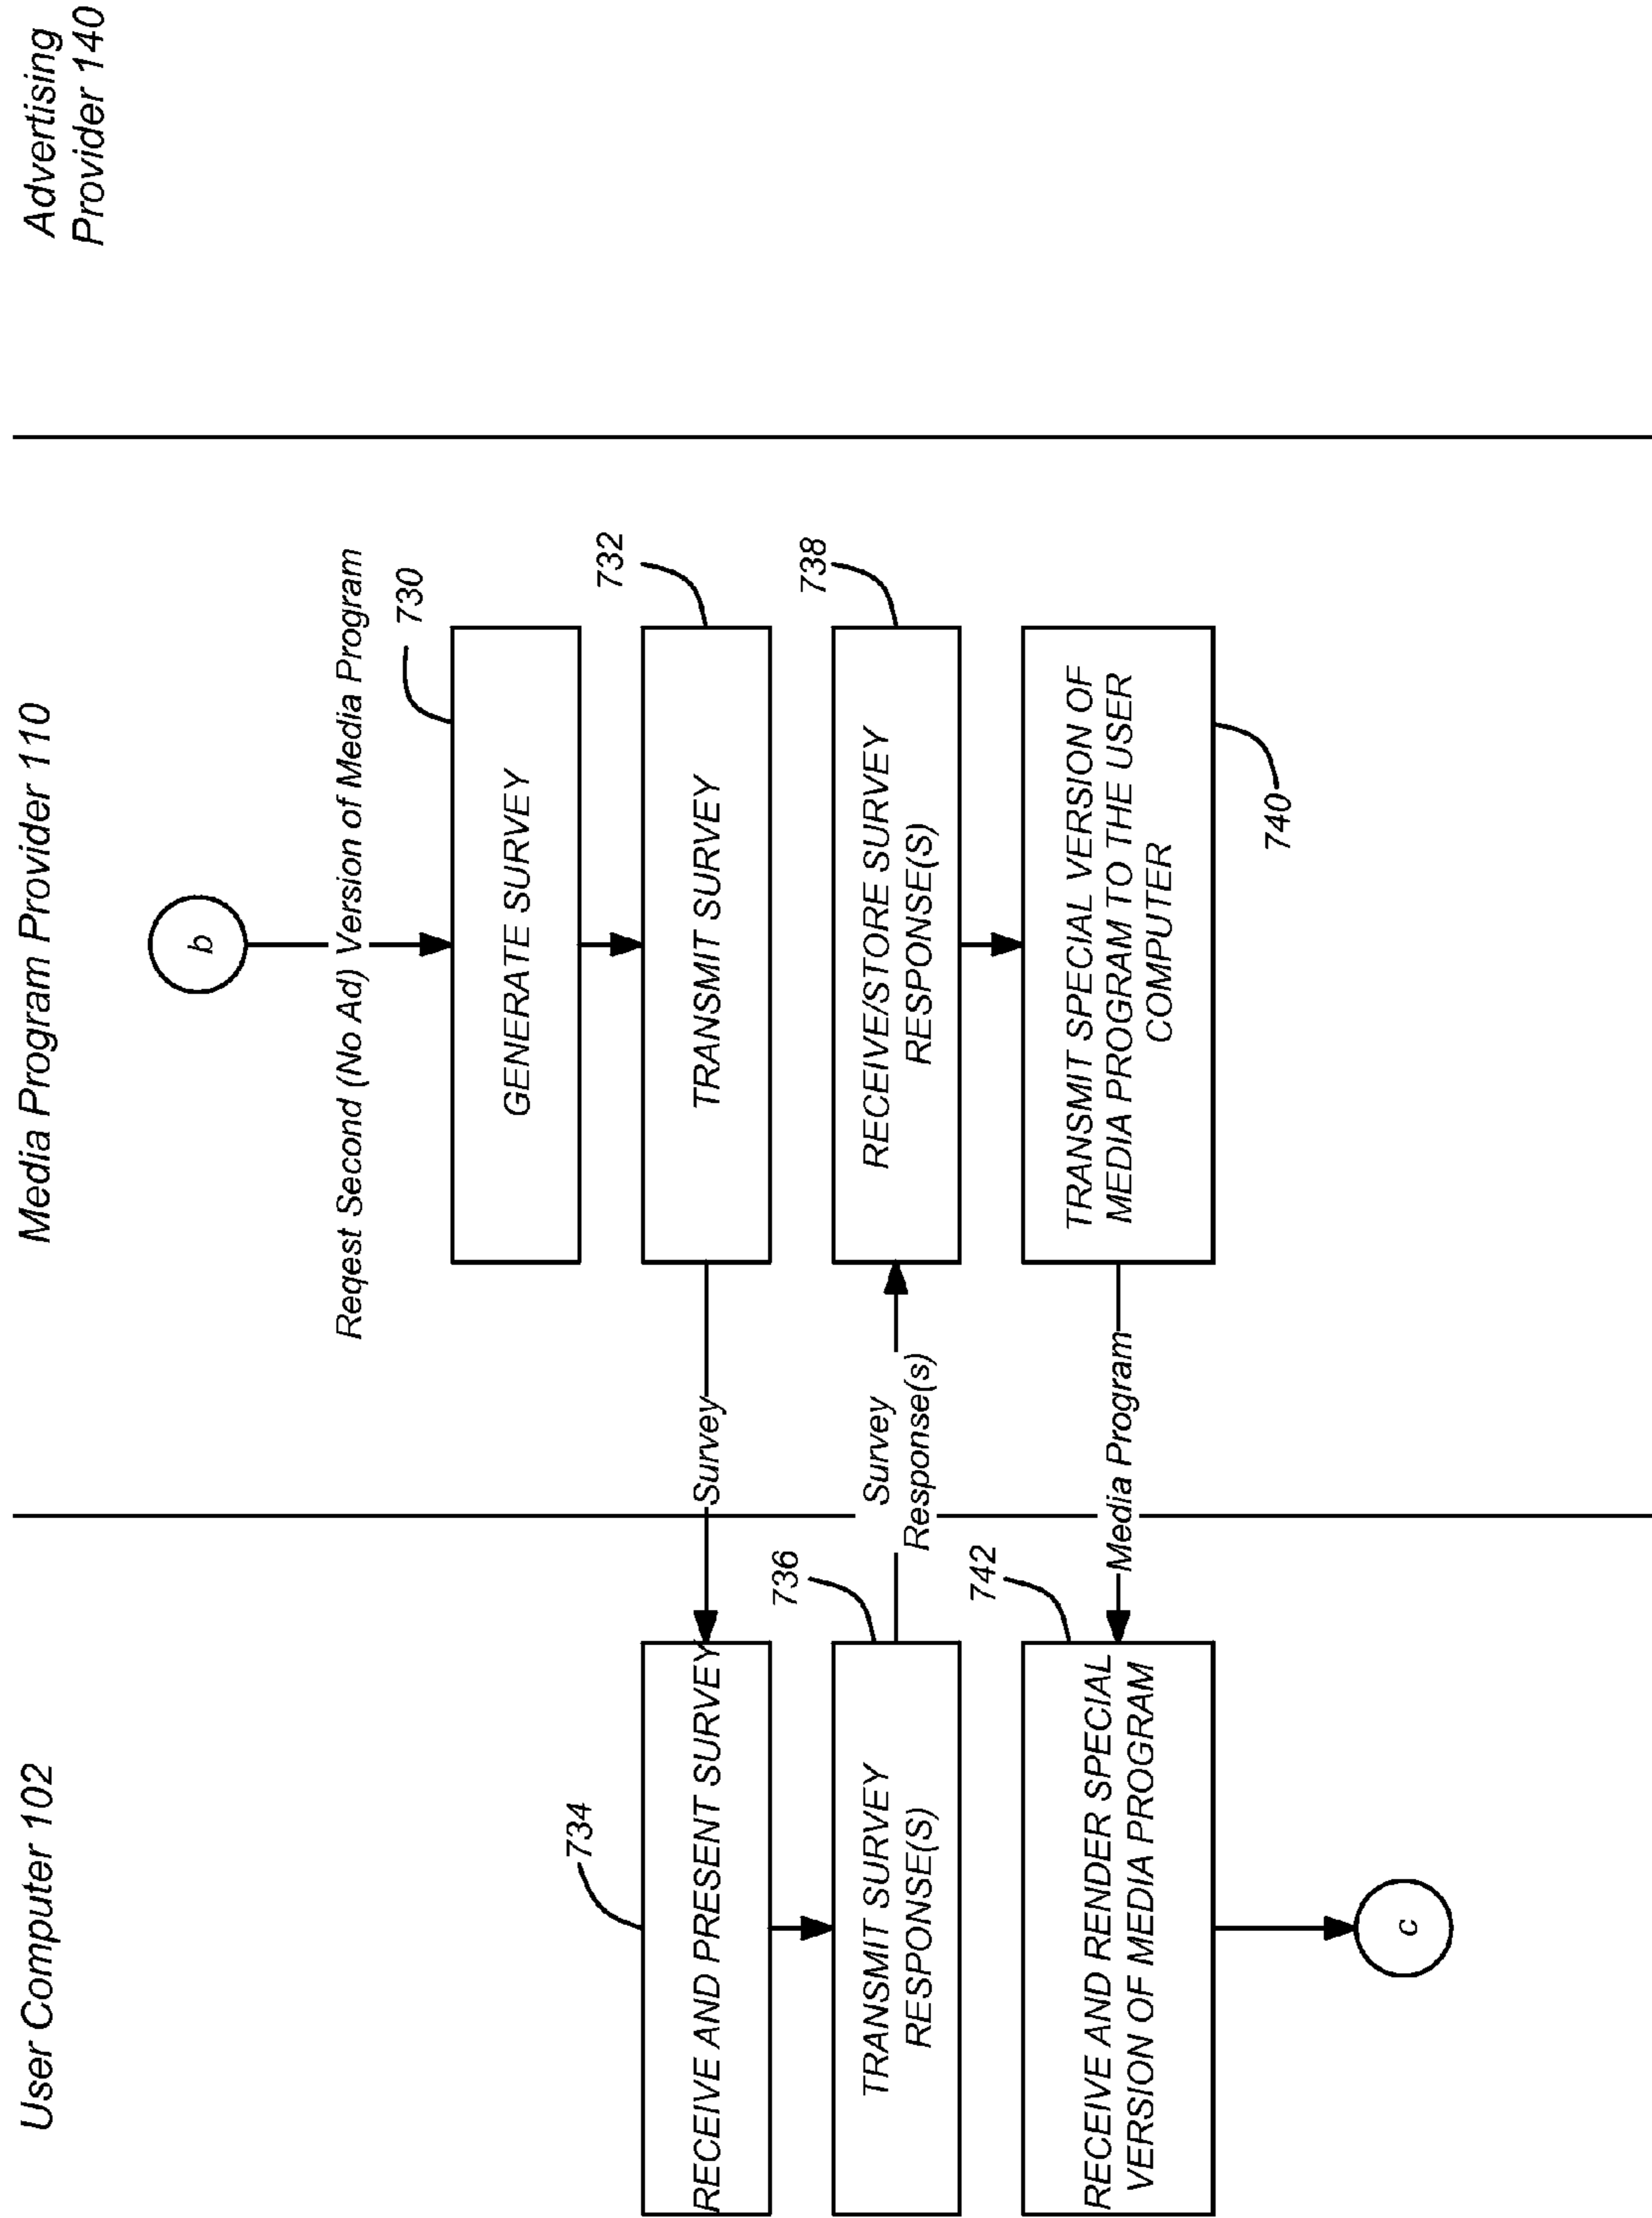 User Computer 102
Media Program Provider 110
Advertising
Provider 140
b
Reqest Second (No Ad) Version of Media Program
730
GENERATE SURVEY
732
TRANSMIT SURVEY
Survey
734
RECEIVE AND PRESENT SURVEY
736
TRANSMIT SURVEY
RESPONSE(S)
Survey
Response(s)
738
RECEIVE/STORE SURVEY
RESPONSE(S)
TRANSMIT SPECIAL VERSION OF
MEDIA PROGRAM TO THE USER
COMPUTER
740
Media Program
742
RECEIVE AND RENDER SPECIAL
VERSION OF MEDIA PROGRAM
c